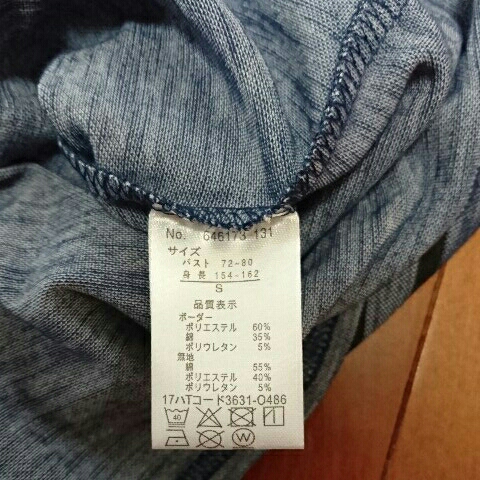 No. 646173-131
サイズ
バスト 72-80
身長 154-162
S
品質表示
ボーダー
ポリエステル 60%
綿 35%
ポリウレタン 5%
無地
綿 55%
ポリエステル 40%
ポリウレタン 5%
17ハTコード3631-0486
40
W